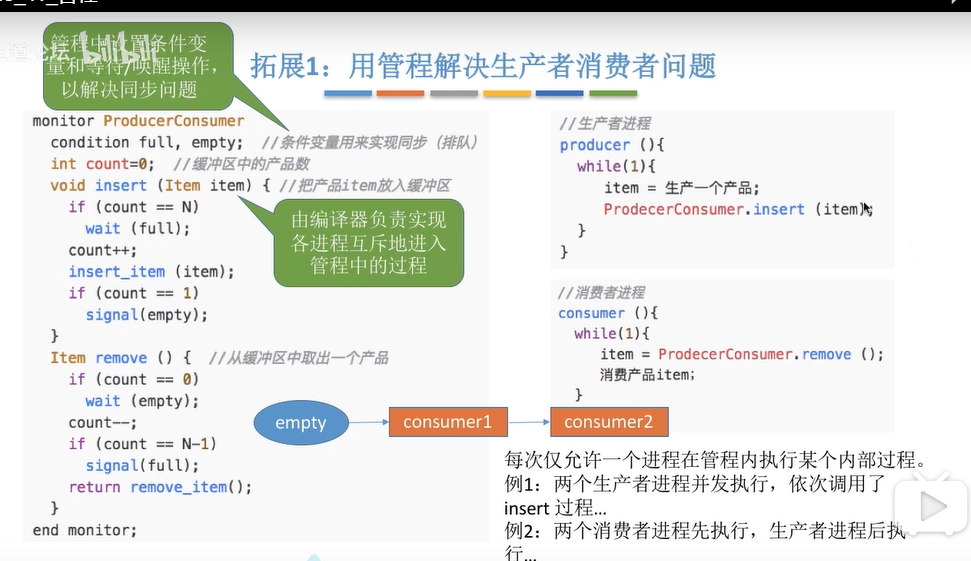 管程中设置条件变
量和等待/唤醒操作，
以解决同步问题
bilibili
拓展1：用管程解决生产者消费者问题
monitor ProducerConsumer
condition full, empty; //条件变量用来实现同步（排队）
int count=0; //缓冲区中的产品数
void insert (Item item) { //把产品item放入缓冲区
if (count == N)
wait (full);
count++;
insert_item (item);
if (count == 1)
signal(empty);
}
Item remove () { //从缓冲区中取出一个产品
if (count == 0)
wait (empty);
count--;
if (count == N-1)
signal(full);
return remove_item();
}
end monitor;
由编译器负责实现
各进程互斥地进入
管程中的过程
//生产者进程
producer (){
while(1){
item = 生产一个产品;
ProdecerConsumer.insert (item);
}
}
//消费者进程
consumer (){
while(1){
item = ProdecerConsumer.remove ();
消费产品item;
}
empty
consumer1
consumer2
每次仅允许一个进程在管程内执行某个内部过程。
例1：两个生产者进程并发执行，依次调用了
insert 过程...
例2：两个消费者进程先执行，生产者进程后执
行...